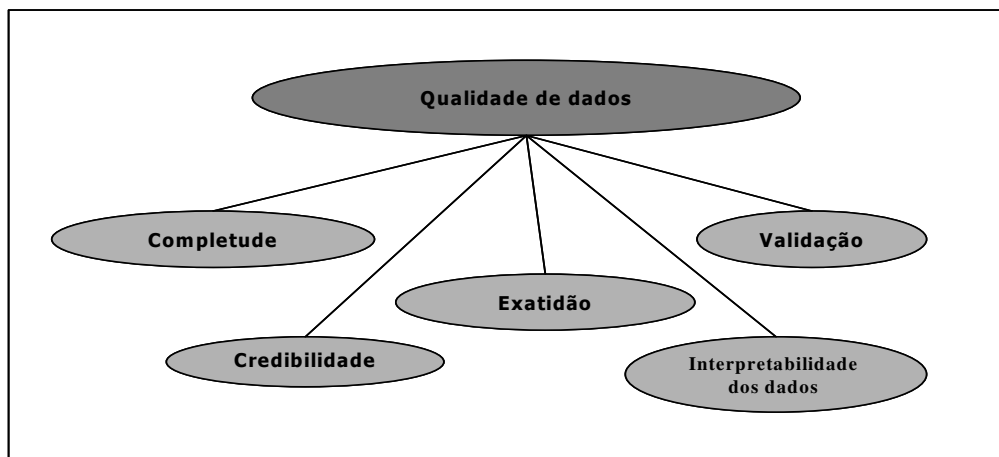 Qualidade de dados
Completude
Validação
Exatidão
Credibilidade
Interpretabilidade
dos dados